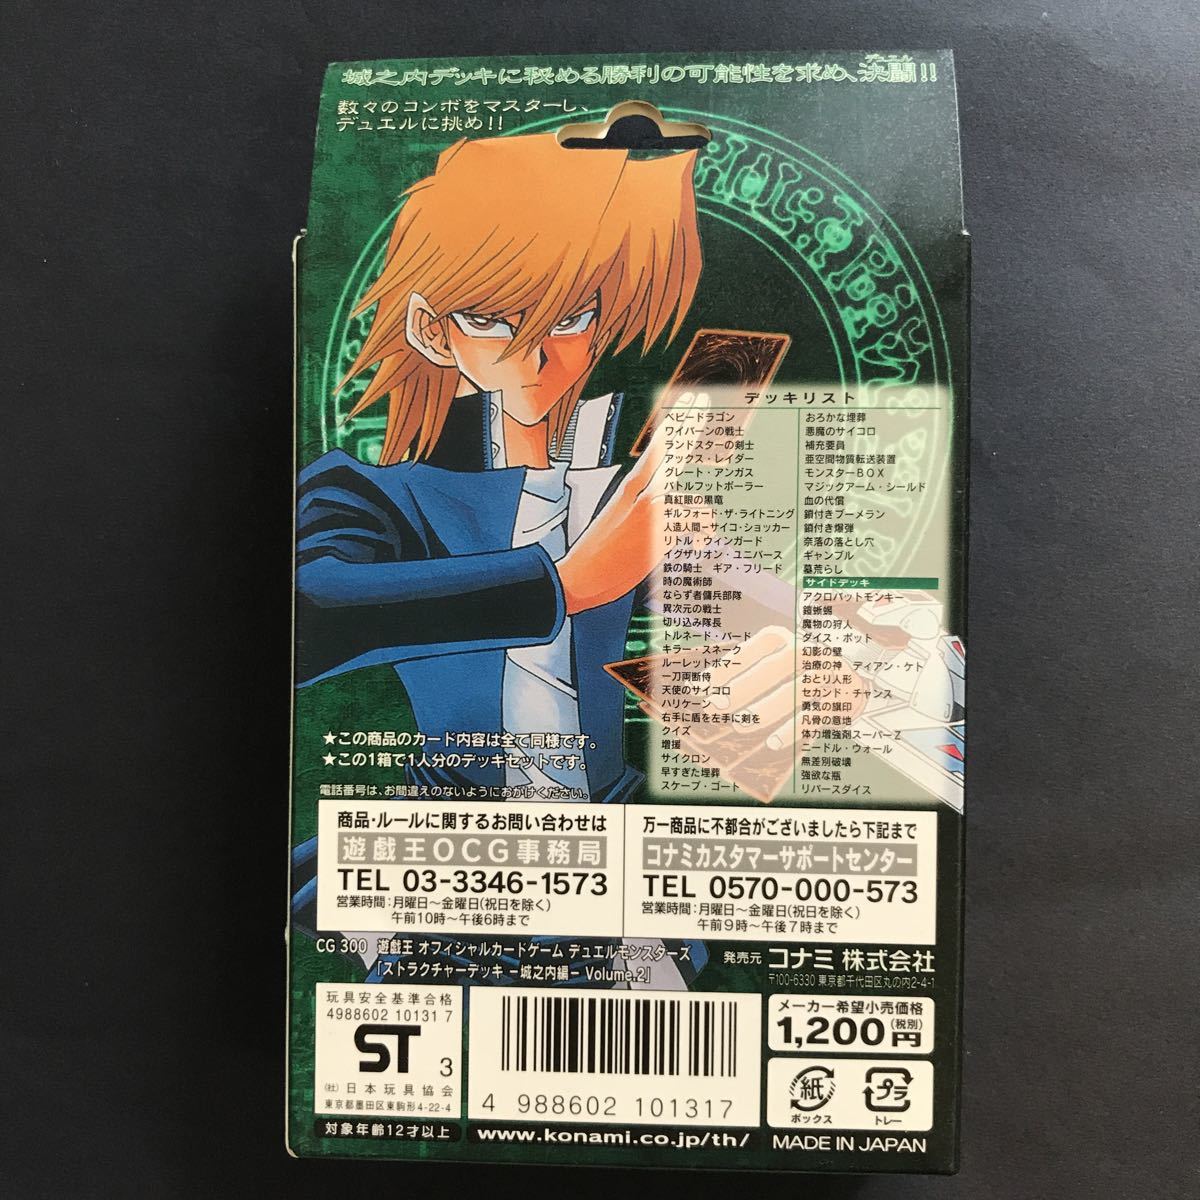 城之内デッキに秘める勝利の可能性を求め、決闘!!
デュエル
数々のコンボをマスターし、
デュエルに挑め!!
デッキリスト
ベビードラゴン
ワイバーンの戦士
ランドスターの剣士
アックス・レイダー
グレート・アンガス
バトルフットボーラー
真紅眼の黒竜
ギルフォード・ザ・ライトニング
人造人間-サイコ・ショッカー
リトル・ウィンガード
イグザリオン・ユニバース
鉄の騎士 ギア・フリード
時の魔術師
ならず者傭兵部隊
異次元の戦士
切り込み隊長
トルネード・バード
キラー・スネーク
ルーレットボマー
一刀両断侍
天使のサイコロ
ハリケーン
右手に盾を左手に剣を
クイズ
増援
サイクロン
早すぎた埋葬
スケープ・ゴート
おろかな埋葬
悪魔のサイコロ
補充要員
亜空間物質転送装置
モンスターBOX
マジックアーム・シールド
血の代償
鎖付きブーメラン
鎖付き爆弾
奈落の落とし穴
ギャンブル
墓荒らし
サイドデッキ
アクロバットモンキー
鎧蜥蜴
魔物の狩人
ダイス・ポット
幻影の壁
治療の神 ディアン・ケト
おとり人形
セカンド・チャンス
勇気の旗印
凡骨の意地
体力増強剤スーパーZ
ニードル・ウォール
無差別破壊
強欲な瓶
リバースダイス
★この商品のカード内容は全て同様です。
★この1箱で1人分のデッキセットです。
電話番号は、お間違えのないようにおかけください。
商品・ルールに関するお問い合わせは
遊戯王OCG事務局
TEL 03-3346-1573
営業時間:月曜日〜金曜日(祝日を除く)
午前10時〜午後6時まで
万一商品に不都合がございましたら下記まで
コナミカスタマーサポートセンター
TEL 0570-000-573
営業時間:月曜日〜金曜日(祝日を除く)
午前9時〜午後7時まで
CG 300 遊戯王 オフィシャルカードゲーム デュエルモンスターズ
「ストラクチャーデッキ -城之内編- Volume.2」
発売元 コナミ 株式会社
〒100-6330 東京都千代田区丸の内2-4-1
玩具安全基準合格
4988602 10131 7
ST 3
(社)日本玩具協会
東京都墨田区東駒形4-22-4
対象年齢12才以上
4 988602 101317
www.konami.co.jp/th/
メーカー希望小売価格
1,200円(税別)
紙
ボックス
プラ
トレー
MADE IN JAPAN